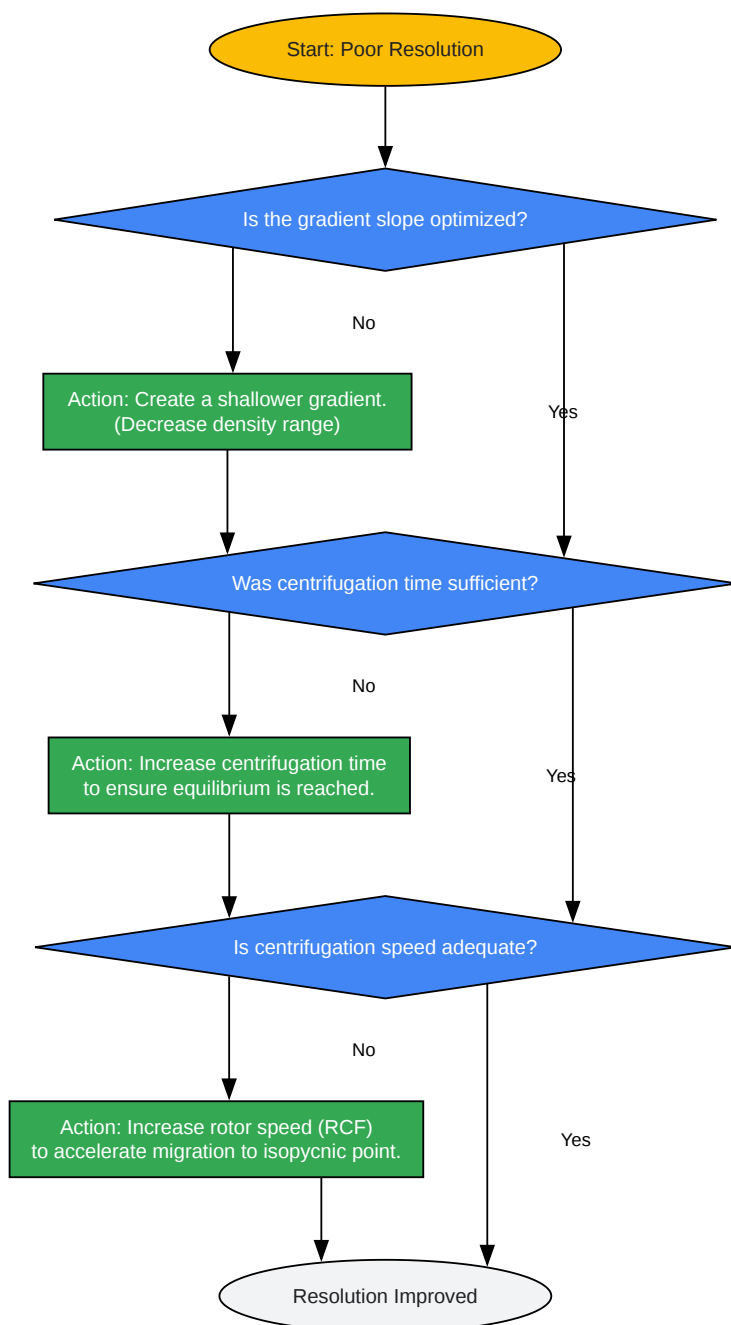 Start: Poor Resolution
Is the gradient slope optimized?
No
Action: Create a shallower gradient.
(Decrease density range)
Yes
Was centrifugation time sufficient?
No
Action: Increase centrifugation time
to ensure equilibrium is reached.
Yes
Is centrifugation speed adequate?
No
Action: Increase rotor speed (RCF)
to accelerate migration to isopycnic point.
Yes
Resolution Improved